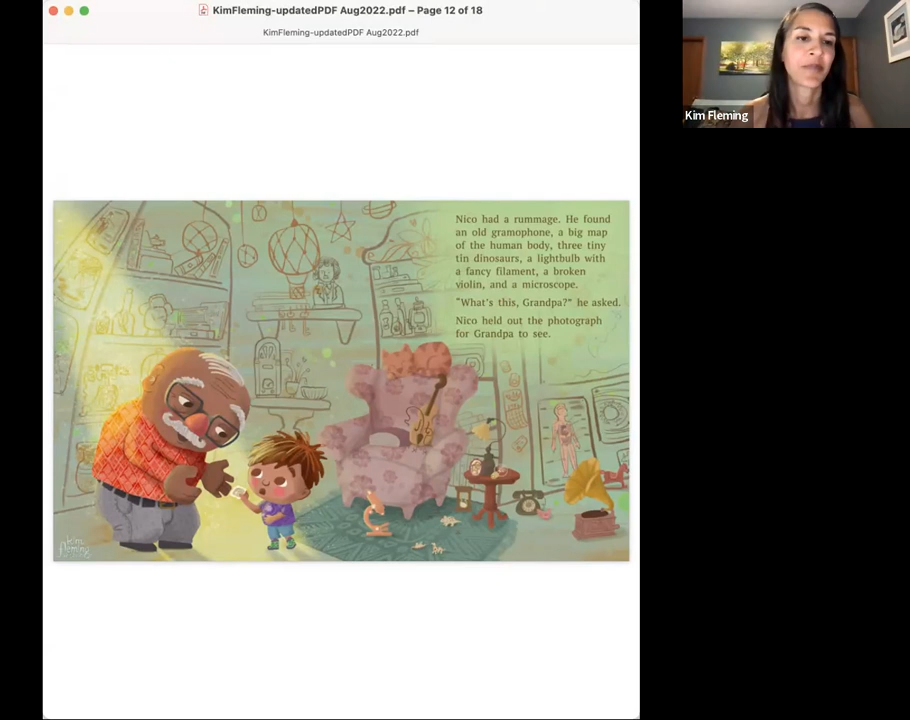 KimFleming-updatedPDF Aug2022.pdf – Page 12 of 18
KimFleming-updatedPDF Aug2022.pdf
Kim Fleming
Nico had a rummage. He found
an old gramophone, a big map
of the human body, three tiny
tin dinosaurs, a lightbulb with
a fancy filament, a broken
violin, and a microscope.
“What’s this, Grandpa?” he asked.
Nico held out the photograph
for Grandpa to see.
Kim
Fleming